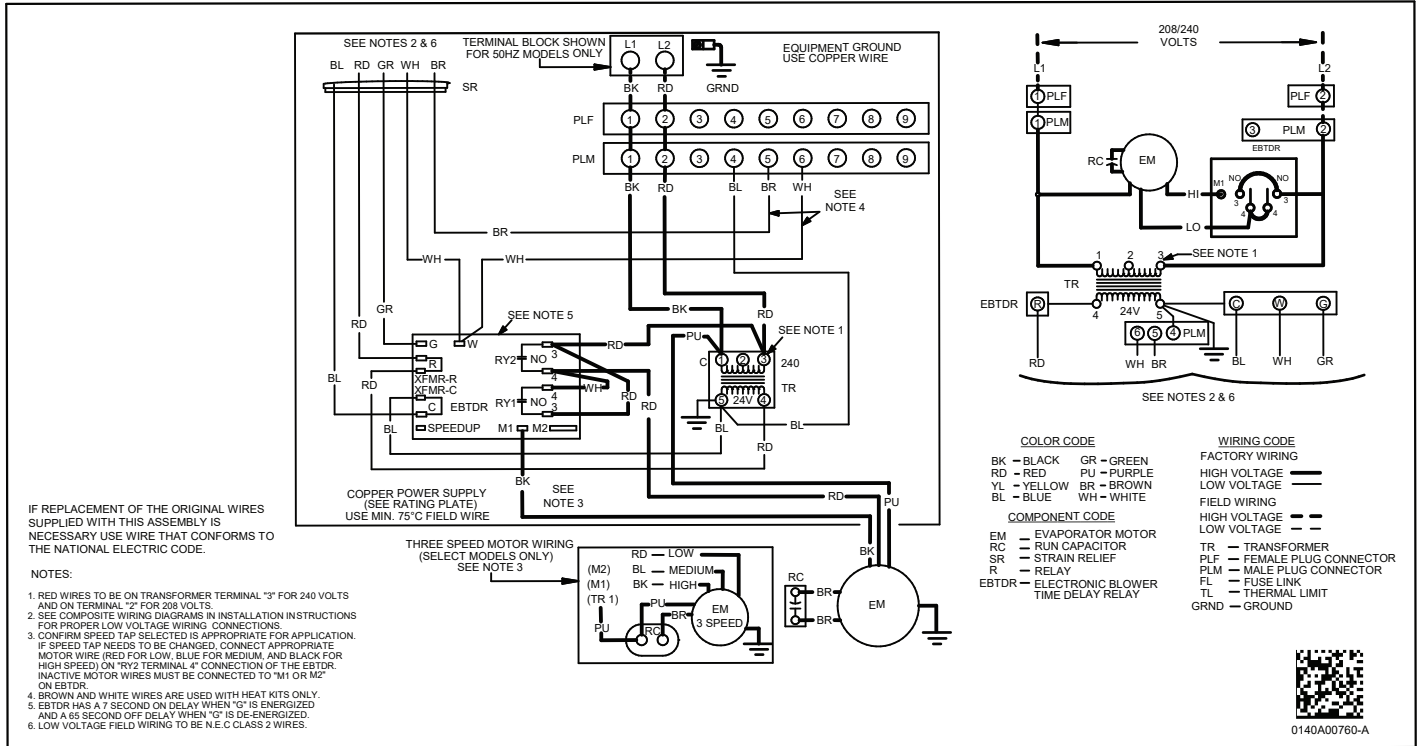 SEE NOTES 2 & 6
BL RD GR WH BR
SR
TERMINAL BLOCK SHOWN
FOR 50HZ MODELS ONLY
L1 L2
GRND
EQUIPMENT GROUND
USE COPPER WIRE
BK RD
PLF 1 2 3 4 5 6 7 8 9
PLM 1 2 3 4 5 6 7 8 9
BK RD BL BR WH
SEE
NOTE 4
BR
WH WH
GR
RD
BL
RD
BL
SEE NOTE 5
G W
R
XFMR-R
XFMR-C
C EBTDR
SPEEDUP M1 M2
RY2 NO 3
4
RY1 NO 4
3
WH
RD
RD
RD
BK
PU
RD
SEE NOTE 1
C 1 2 3 240
TR
5 24V 4
BL
RD
BL
BK
SEE
NOTE 3
COPPER POWER SUPPLY
(SEE RATING PLATE)
USE MIN. 75°C FIELD WIRE
RD
PU
BK
THREE SPEED MOTOR WIRING
(SELECT MODELS ONLY)
SEE NOTE 3
(M2) RD LOW
(M1) BL MEDIUM
(TR 1) BK HIGH
PU
PU
BR
RC
EM
3 SPEED
RC
BR
BR
EM
IF REPLACEMENT OF THE ORIGINAL WIRES
SUPPLIED WITH THIS ASSEMBLY IS
NECESSARY USE WIRE THAT CONFORMS TO
THE NATIONAL ELECTRIC CODE.
NOTES:
1. RED WIRES TO BE ON TRANSFORMER TERMINAL "3" FOR 240 VOLTS
AND ON TERMINAL "2" FOR 208 VOLTS.
2. SEE COMPOSITE WIRING DIAGRAMS IN INSTALLATION INSTRUCTIONS
FOR PROPER LOW VOLTAGE WIRING CONNECTIONS.
3. CONFIRM SPEED TAP SELECTED IS APPROPRIATE FOR APPLICATION.
IF SPEED TAP NEEDS TO BE CHANGED, CONNECT APPROPRIATE
MOTOR WIRE (RED FOR LOW, BLUE FOR MEDIUM, AND BLACK FOR
HIGH SPEED) ON "RY2 TERMINAL 4" CONNECTION OF THE EBTDR.
INACTIVE MOTOR WIRES MUST BE CONNECTED TO "M1 OR M2"
ON EBTDR.
4. BROWN AND WHITE WIRES ARE USED WITH HEAT KITS ONLY.
5. EBTDR HAS A 7 SECOND ON DELAY WHEN "G" IS ENERGIZED
AND A 65 SECOND OFF DELAY WHEN "G" IS DE-ENERGIZED.
6. LOW VOLTAGE FIELD WIRING TO BE N.E.C CLASS 2 WIRES.
208/240
VOLTS
L1 L2
1 PLF
1 PLM
PLF 2
3 PLM 2
EBTDR
RC
EM
M1 NO NO
3 3
4 4
HI
LO
1 2 3
SEE NOTE 1
TR
4 24V 5
EBTDR R
6 5 4 PLM
C W G
RD
WH BR
BL WH GR
SEE NOTES 2 & 6
COLOR CODE
BK – BLACK GR – GREEN
RD – RED PU – PURPLE
YL – YELLOW BR – BROWN
BL – BLUE WH – WHITE
COMPONENT CODE
EM – EVAPORATOR MOTOR
RC – RUN CAPACITOR
SR – STRAIN RELIEF
R – RELAY
EBTDR – ELECTRONIC BLOWER
TIME DELAY RELAY
WIRING CODE
FACTORY WIRING
HIGH VOLTAGE
LOW VOLTAGE
FIELD WIRING
HIGH VOLTAGE
LOW VOLTAGE
TR – TRANSFORMER
PLF – FEMALE PLUG CONNECTOR
PLM – MALE PLUG CONNECTOR
FL – FUSE LINK
TL – THERMAL LIMIT
GRND – GROUND
0140A00760-A